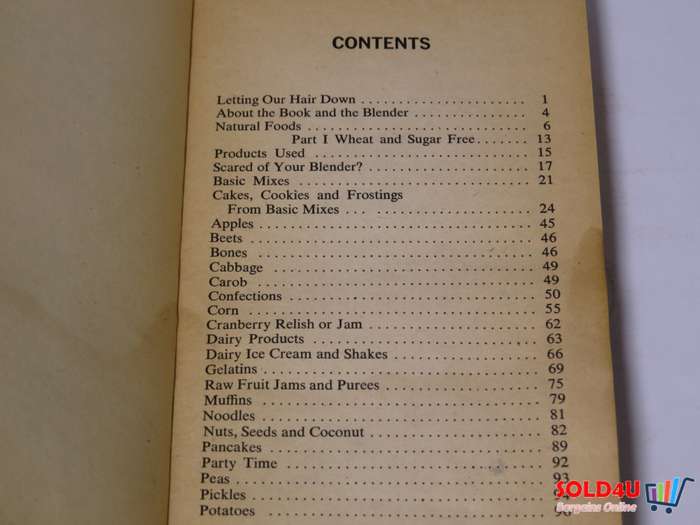 CONTENTS
Letting Our Hair Down ........................ 1
About the Book and the Blender ................ 4
Natural Foods ................................ 6
Part I Wheat and Sugar Free....... 13
Products Used ................................ 15
Scared of Your Blender? ....................... 17
Basic Mixes .................................. 21
Cakes, Cookies and Frostings
From Basic Mixes ... ........................ 24
Apples ....................................... 45
Beets ........................................ 46
Bones ........................................ 46
Cabbage ...................................... 49
Carob ........................................ 49
Confections .................................. 50
Corn ......................................... 55
Cranberry Relish or Jam ...................... 62
Dairy Products ............................... 63
Dairy Ice Cream and Shakes ................... 66
Gelatins ..................................... 69
Raw Fruit Jams and Purees .................... 75
Muffins ...................................... 79
Noodles ...................................... 81
Nuts, Seeds and Coconut ...................... 82
Pancakes ..................................... 89
Party Time ................................... 92
Peas ......................................... 93
Pickles ......................................
Potatoes .....................................
SOLD4U
Bargains Online